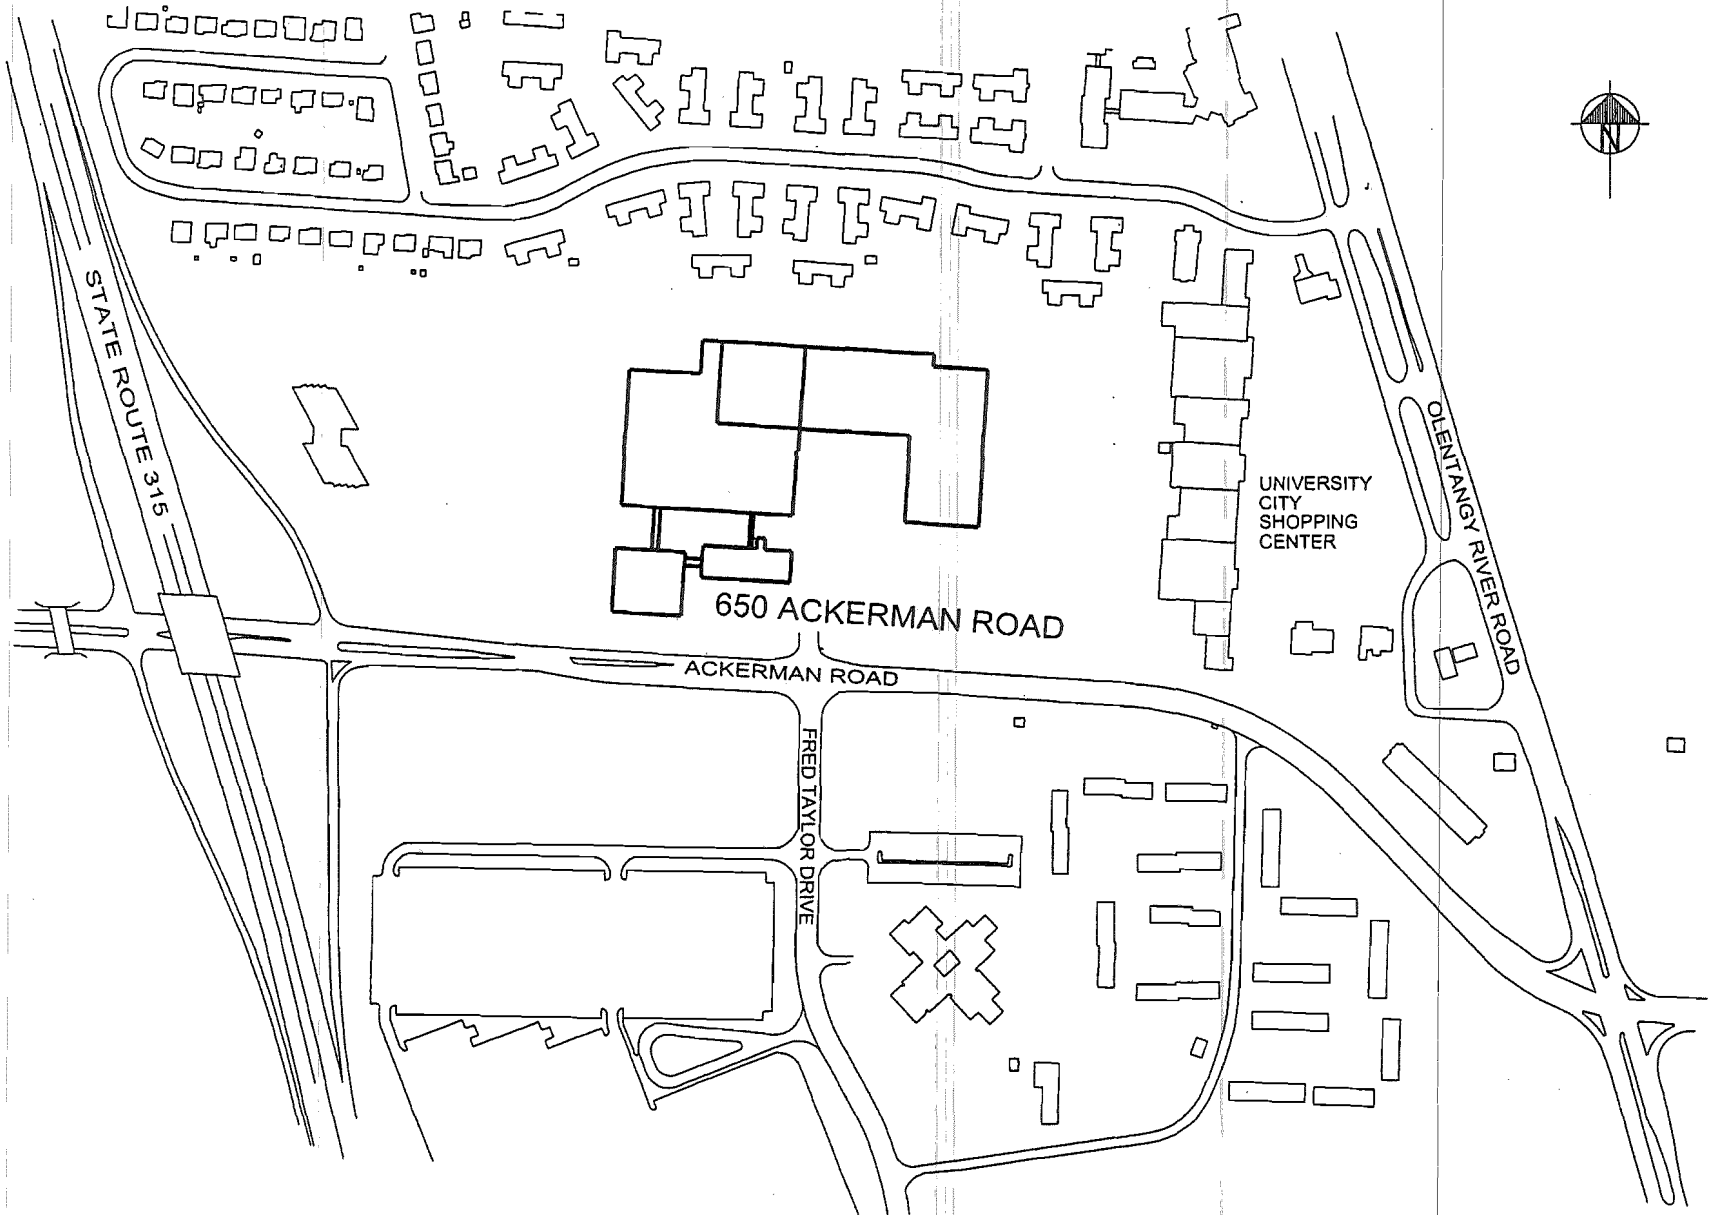 N
STATE ROUTE 315
OLENTANGY RIVER ROAD
UNIVERSITY
CITY
SHOPPING
CENTER
650 ACKERMAN ROAD
ACKERMAN ROAD
FRED TAYLOR DRIVE